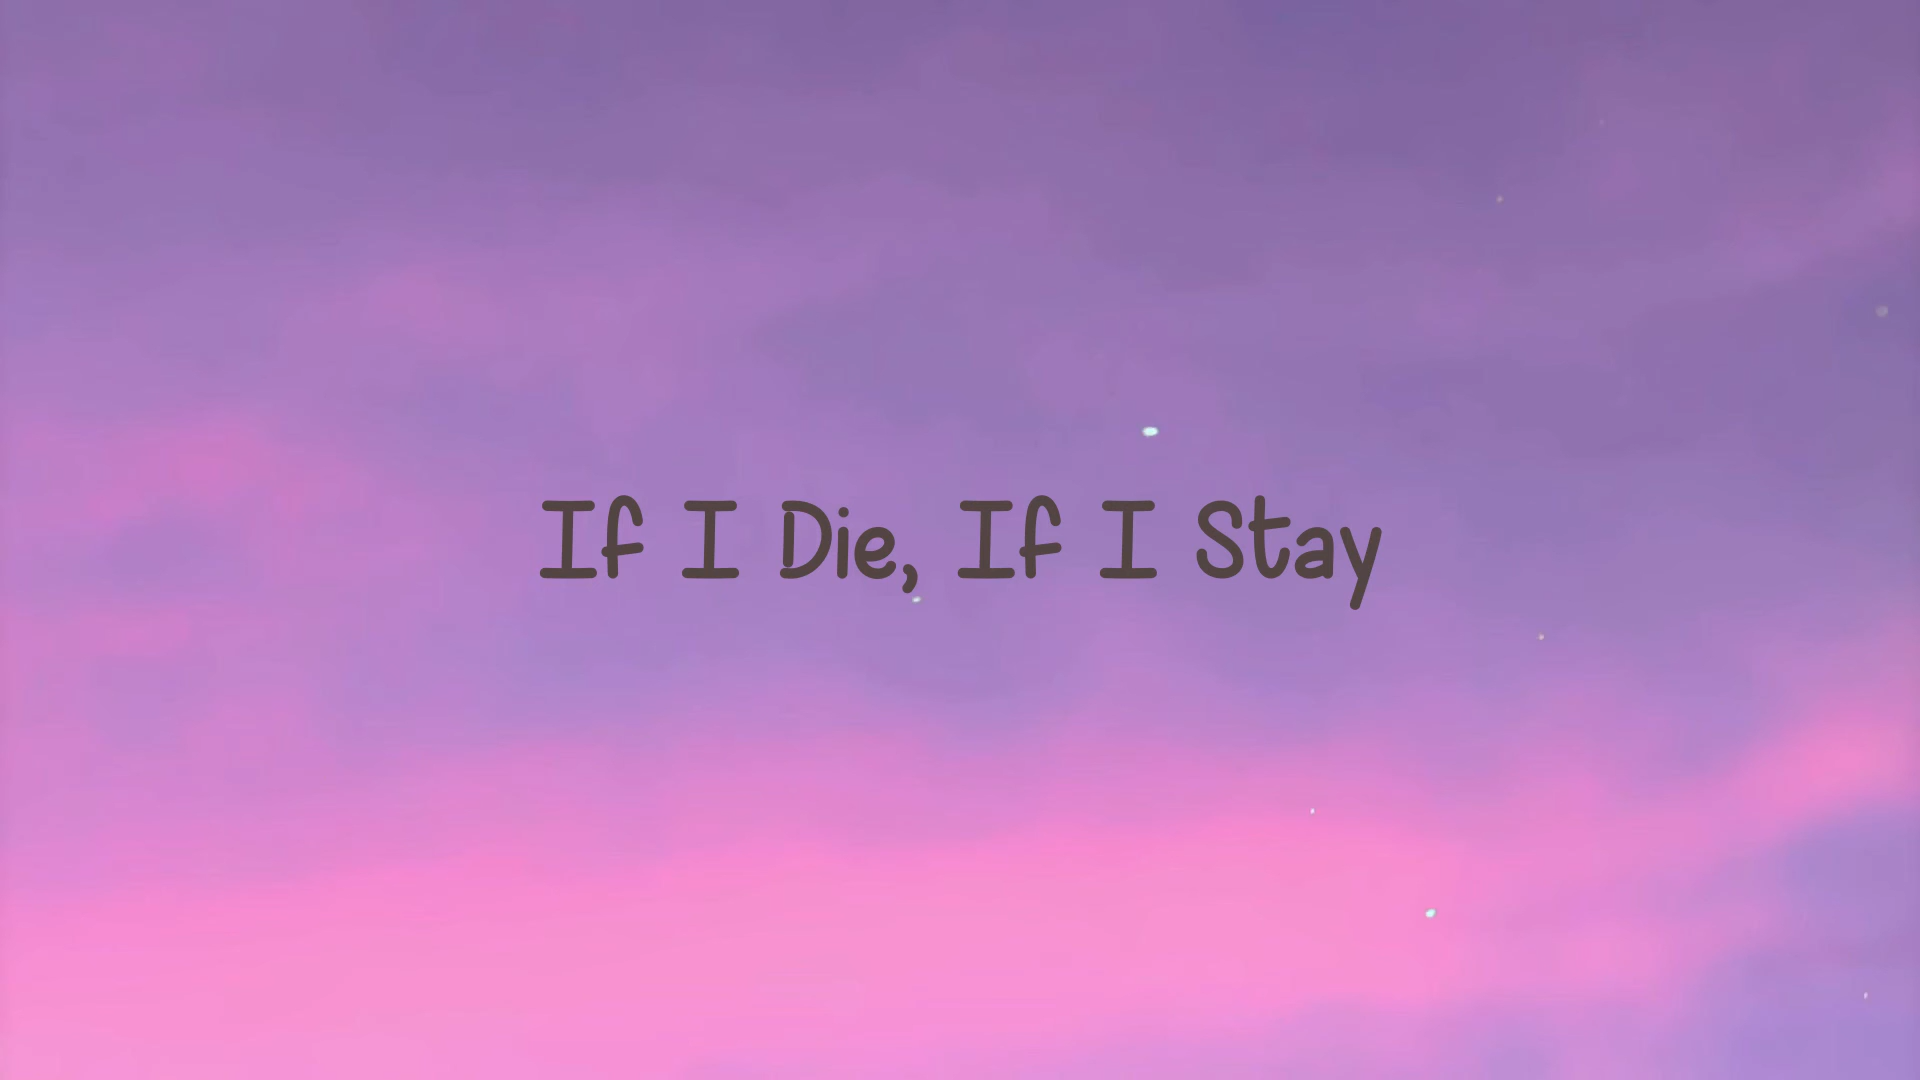 If I Die, If I Stay